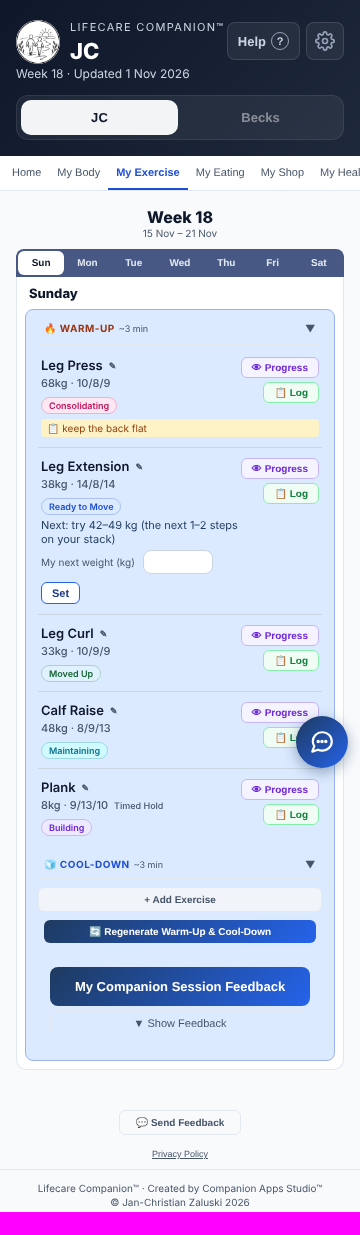 LIFECARE COMPANION™
JC
Help ?
Week 18 · Updated 1 Nov 2026
JC
Becks
Home
My Body
My Exercise
My Eating
My Shop
My Heal
Week 18
15 Nov – 21 Nov
Sun
Mon
Tue
Wed
Thu
Fri
Sat
Sunday
🔥 WARM-UP ~3 min ▼
Leg Press ✎
68kg · 10/8/9
Consolidating
👁 Progress
📋 Log
📋 keep the back flat
Leg Extension ✎
38kg · 14/8/14
Ready to Move
👁 Progress
📋 Log
Next: try 42–49 kg (the next 1–2 steps
on your stack)
My next weight (kg)
Set
Leg Curl ✎
33kg · 10/9/9
Moved Up
👁 Progress
📋 Log
Calf Raise ✎
48kg · 8/9/13
Maintaining
👁 Progress
📋 L
Plank ✎
8kg · 9/13/10 Timed Hold
Building
👁 Progress
📋 Log
🧊 COOL-DOWN ~3 min ▼
+ Add Exercise
🔄 Regenerate Warm-Up & Cool-Down
My Companion Session Feedback
▼ Show Feedback
💬 Send Feedback
Privacy Policy
Lifecare Companion™ · Created by Companion Apps Studio™
© Jan-Christian Zaluski 2026